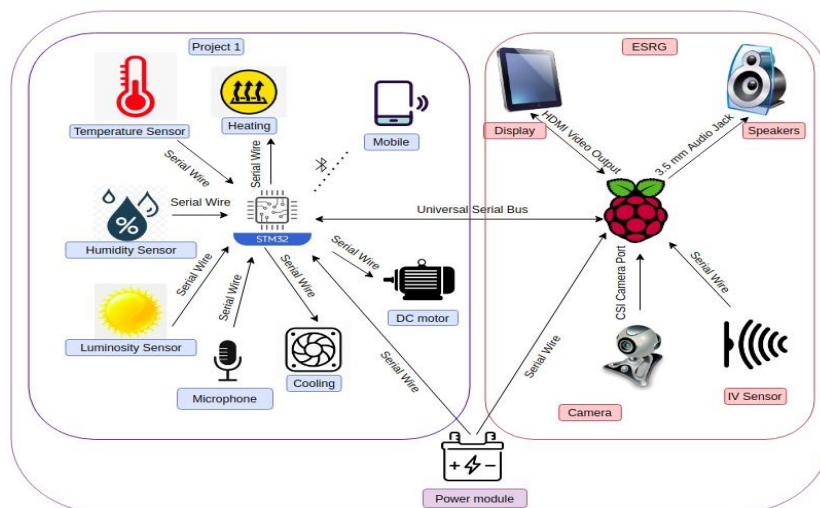 Project 1
ESRG
Temperature Sensor
Heating
Mobile
Display
Speakers
Serial Wire
Serial Wire
HDMI Video Output
3.5 mm Audio Jack
Humidity Sensor
Serial Wire
STM32
Universal Serial Bus
Serial Wire
Serial Wire
Serial Wire
Serial Wire
CSI Camera Port
Serial Wire
Luminosity Sensor
Microphone
Cooling
DC motor
Serial Wire
Serial Wire
Camera
IV Sensor
Power module